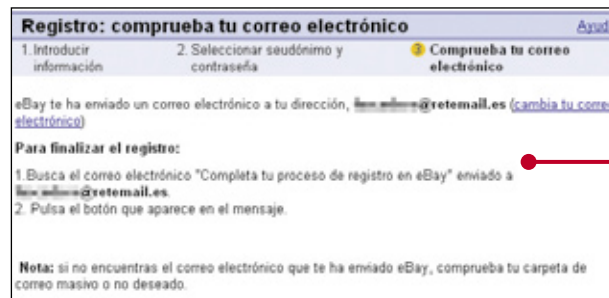 Registro: comprueba tu correo electrónico
Ayud
1. Introducir información
2. Seleccionar seudónimo y contraseña
3 Comprueba tu correo electrónico
eBay te ha enviado un correo electrónico a tu dirección, @retemail.es (cambia tu corre
electrónico)
Para finalizar el registro:
1. Busca el correo electrónico "Completa tu proceso de registro en eBay" enviado a
@retemail.es.
2. Pulsa el botón que aparece en el mensaje.
Nota: si no encuentras el correo electrónico que te ha enviado eBay, comprueba tu carpeta de
correo masivo o no deseado.